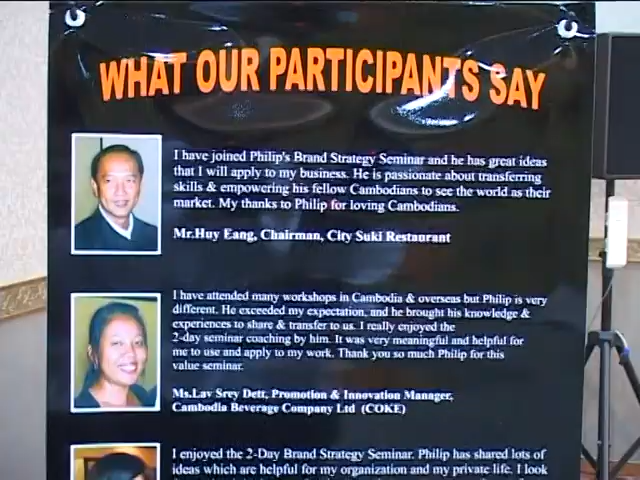 WHAT OUR PARTICIPANTS SAY
I have joined Philip's Brand Strategy Seminar and he has great ideas
that I will apply to my business. He is passionate about transferring
skills & empowering his fellow Cambodians to see the world as their
market. My thanks to Philip for loving Cambodians.
Mr.Huy Eang, Chairman, City Suki Restaurant
I have attended many workshops in Cambodia & overseas but Philip is very
different. He exceeded my expectation, and he brought his knowledge &
experiences to share & transfer to us. I really enjoyed the
2-day seminar coaching by him. It was very meaningful and helpful for
me to use and apply to my work. Thank you so much Philip for this
value seminar.
Ms.Lav Srey Dett, Promotion & Innovation Manager,
Cambodia Beverage Company Ltd (COKE)
I enjoyed the 2-Day Brand Strategy Seminar. Philip has shared lots of
ideas which are helpful for my organization and my private life. I look